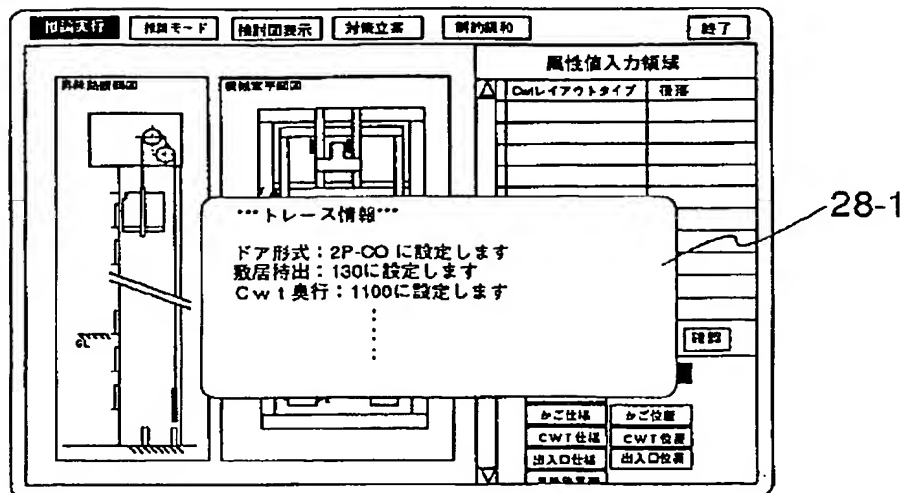 推論実行 推論モード 検討図表示 対策立案 制約緩和 終了
属性値入力領域
昇降路断面図 機械室平面図
Cwtレイアウトタイプ 後落
***トレース情報***
ドア形式：2P-COに設定します
敷居持出：130に設定します
Cwt奥行：1100に設定します
28-1
GL
確認
かご仕様 かご位置
CWT仕様 CWT位置
出入口仕様 出入口位置